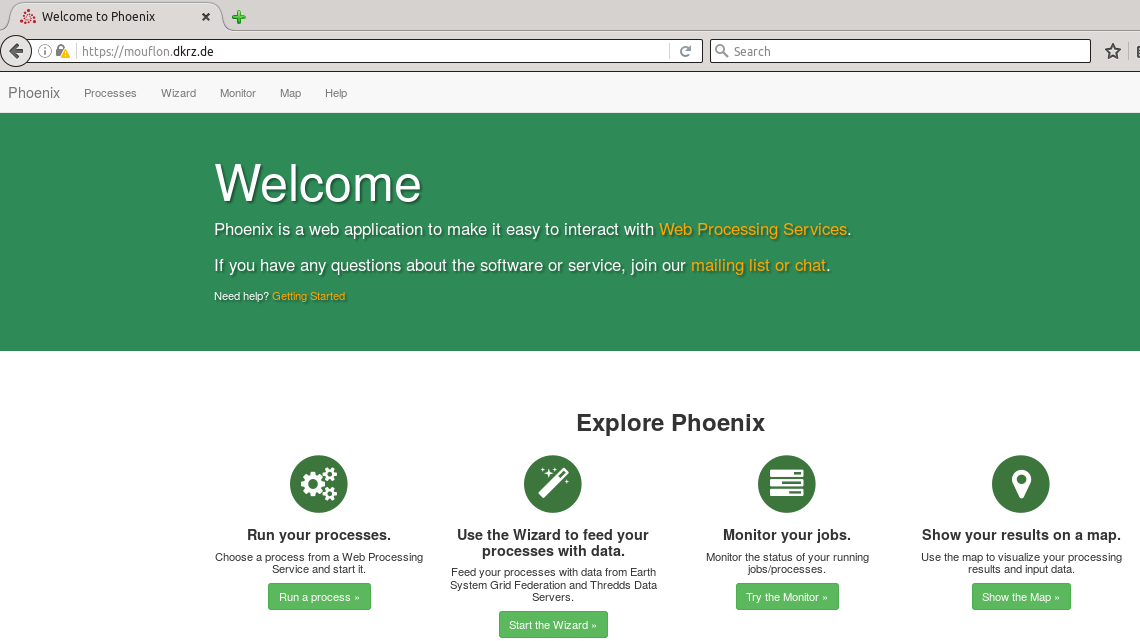 Welcome to Phoenix
https://mouflon.dkrz.de
Search
Phoenix Processes Wizard Monitor Map Help
Welcome
Phoenix is a web application to make it easy to interact with Web Processing Services.
If you have any questions about the software or service, join our mailing list or chat.
Need help? Getting Started
Explore Phoenix
Run your processes.
Choose a process from a Web Processing
Service and start it.
Run a process »
Use the Wizard to feed your
processes with data.
Feed your processes with data from Earth
System Grid Federation and Thredds Data
Servers.
Start the Wizard »
Monitor your jobs.
Monitor the status of your running
jobs/processes.
Try the Monitor »
Show your results on a map.
Use the map to visualize your processing
results and input data.
Show the Map »